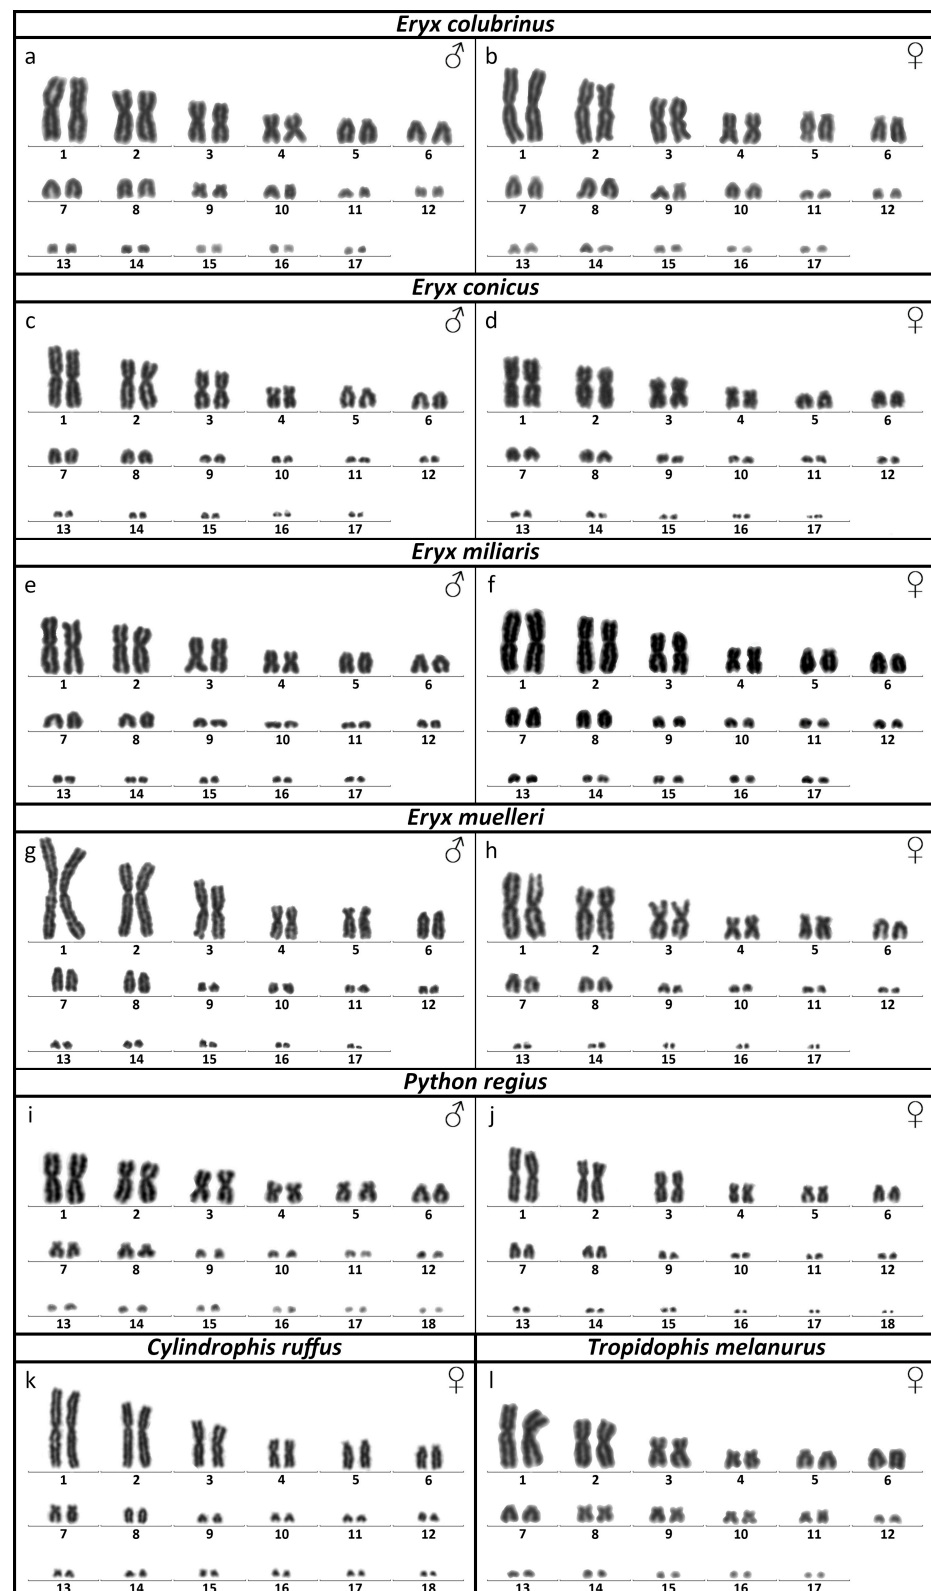 Eryx colubrinus
a ♂ b ♀
1 2 3 4 5 6 1 2 3 4 5 6
7 8 9 10 11 12 7 8 9 10 11 12
13 14 15 16 17 13 14 15 16 17
Eryx conicus
c ♂ d ♀
1 2 3 4 5 6 1 2 3 4 5 6
7 8 9 10 11 12 7 8 9 10 11 12
13 14 15 16 17 13 14 15 16 17
Eryx miliaris
e ♂ f ♀
1 2 3 4 5 6 1 2 3 4 5 6
7 8 9 10 11 12 7 8 9 10 11 12
13 14 15 16 17 13 14 15 16 17
Eryx muelleri
g ♂ h ♀
1 2 3 4 5 6 1 2 3 4 5 6
7 8 9 10 11 12 7 8 9 10 11 12
13 14 15 16 17 13 14 15 16 17
Python regius
i ♂ j ♀
1 2 3 4 5 6 1 2 3 4 5 6
7 8 9 10 11 12 7 8 9 10 11 12
13 14 15 16 17 18 13 14 15 16 17 18
Cylindrophis ruffus Tropidophis melanurus
k ♀ l ♀
1 2 3 4 5 6 1 2 3 4 5 6
7 8 9 10 11 12 7 8 9 10 11 12
13 14 15 16 17 18 13 14 15 16 17